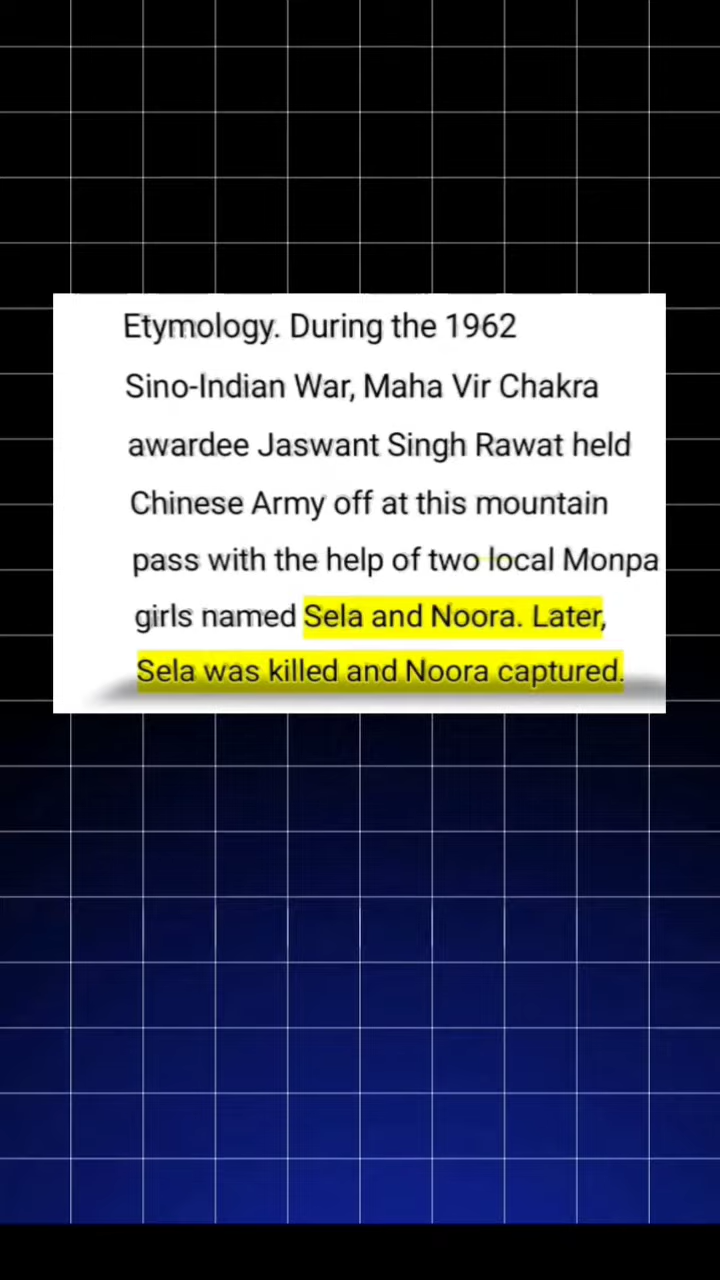 Etymology. During the 1962
Sino-Indian War, Maha Vir Chakra
awardee Jaswant Singh Rawat held
Chinese Army off at this mountain
pass with the help of two local Monpa
girls named Sela and Noora. Later,
Sela was killed and Noora captured.